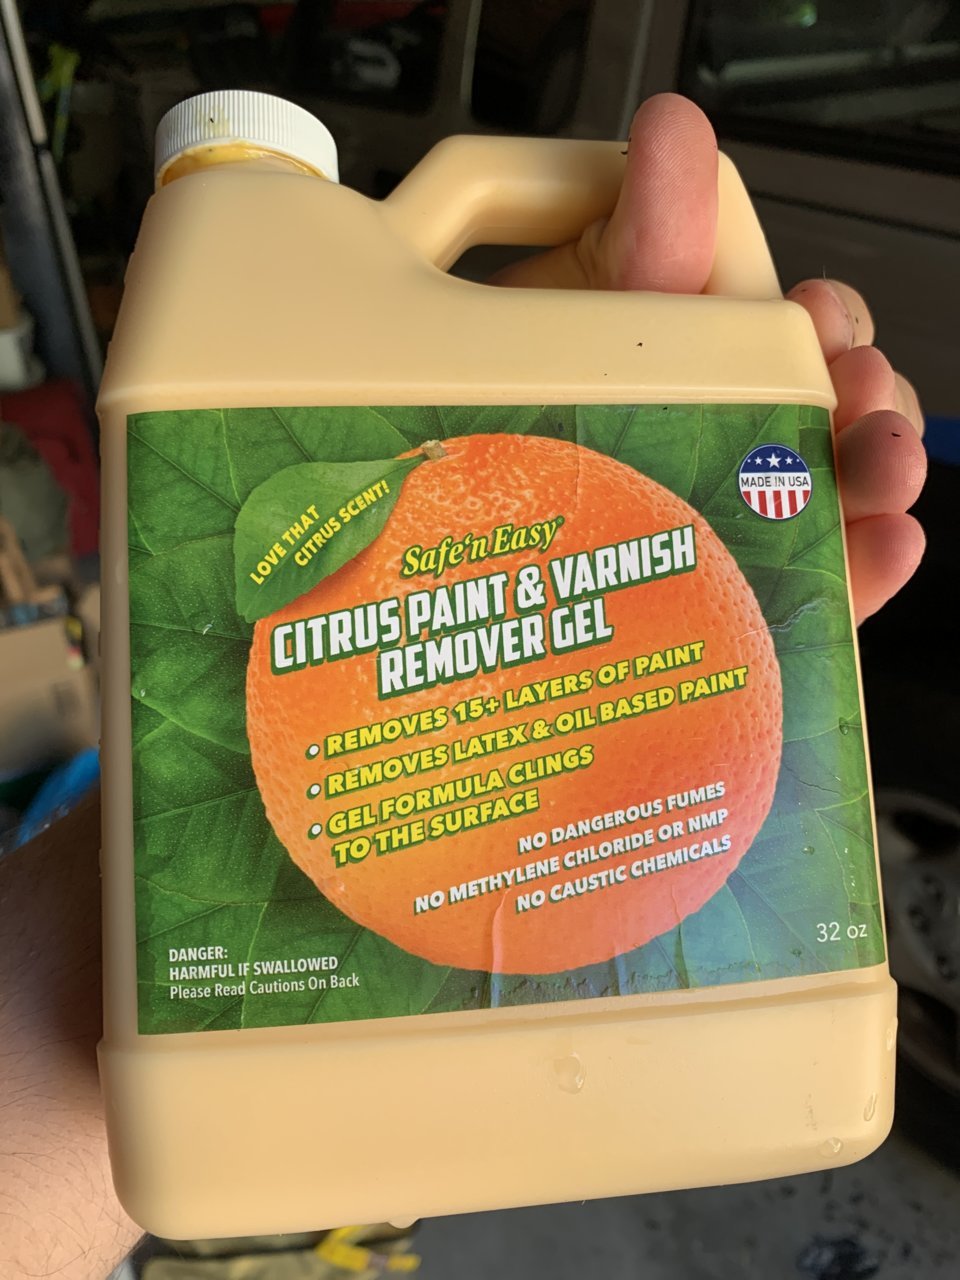 LOVE THAT
CITRUS SCENT!
MADE IN USA
Safe'n Easy®
CITRUS PAINT & VARNISH
REMOVER GEL
• REMOVES 15+ LAYERS OF PAINT
• REMOVES LATEX & OIL BASED PAINT
• GEL FORMULA CLINGS
TO THE SURFACE
NO DANGEROUS FUMES
NO METHYLENE CHLORIDE OR NMP
NO CAUSTIC CHEMICALS
32 oz
DANGER:
HARMFUL IF SWALLOWED
Please Read Cautions On Back